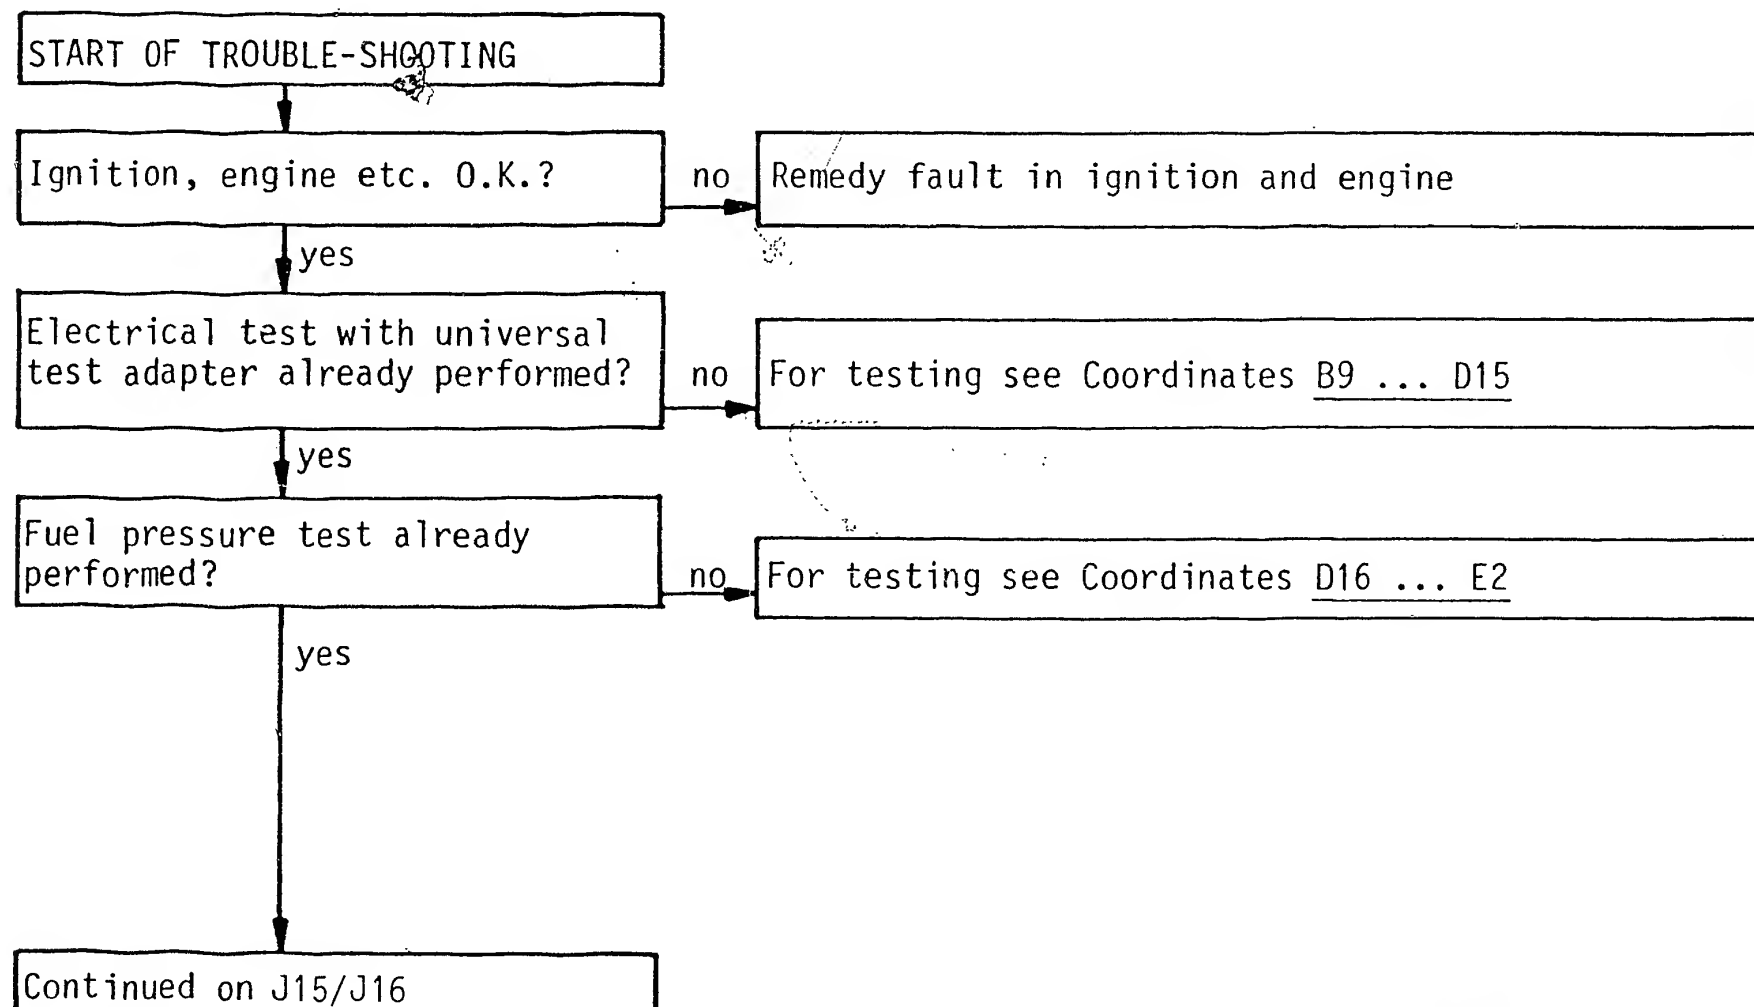 START OF TROUBLE-SHOOTING
Ignition, engine etc. O.K.?
no
Remedy fault in ignition and engine
yes
Electrical test with universal
test adapter already performed?
no
For testing see Coordinates B9 ... D15
yes
Fuel pressure test already
performed?
no
For testing see Coordinates D16 ... E2
yes
Continued on J15/J16